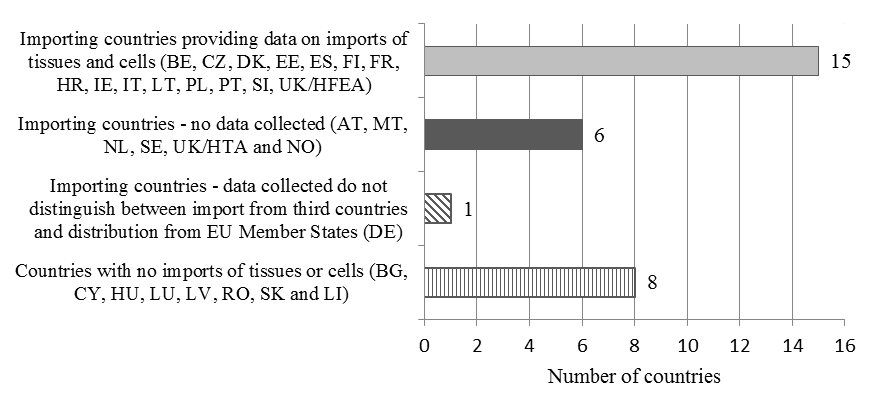 Importing countries providing data on imports of
tissues and cells (BE, CZ, DK, EE, ES, FI, FR,
HR, IE, IT, LT, PL, PT, SI, UK/HFEA)
15
Importing countries - no data collected (AT, MT,
NL, SE, UK/HTA and NO)
6
Importing countries - data collected do not
distinguish between import from third countries
and distribution from EU Member States (DE)
1
Countries with no imports of tissues or cells (BG,
CY, HU, LU, LV, RO, SK and LI)
8
0 2 4 6 8 10 12 14 16
Number of countries